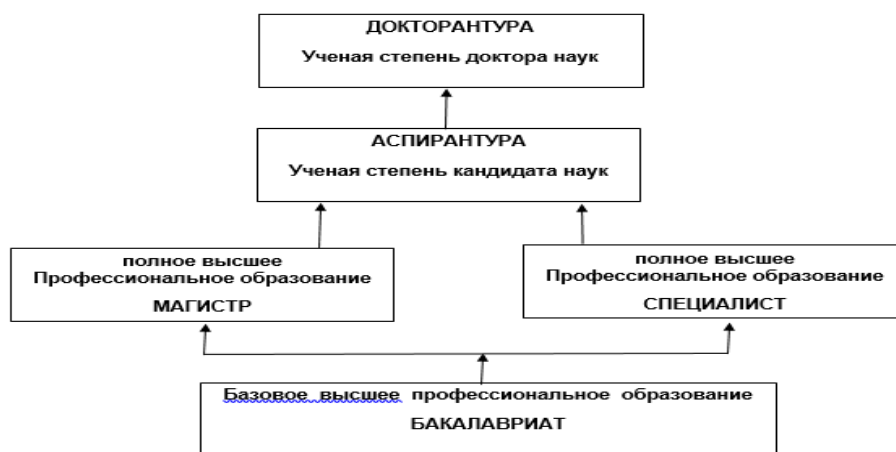 ДОКТОРАНТУРА
Ученая степень доктора наук
АСПИРАНТУРА
Ученая степень кандидата наук
полное высшее
Профессиональное образование
МАГИСТР
полное высшее
Профессиональное образование
СПЕЦИАЛИСТ
Базовое высшее профессиональное образование
БАКАЛАВРИАТ